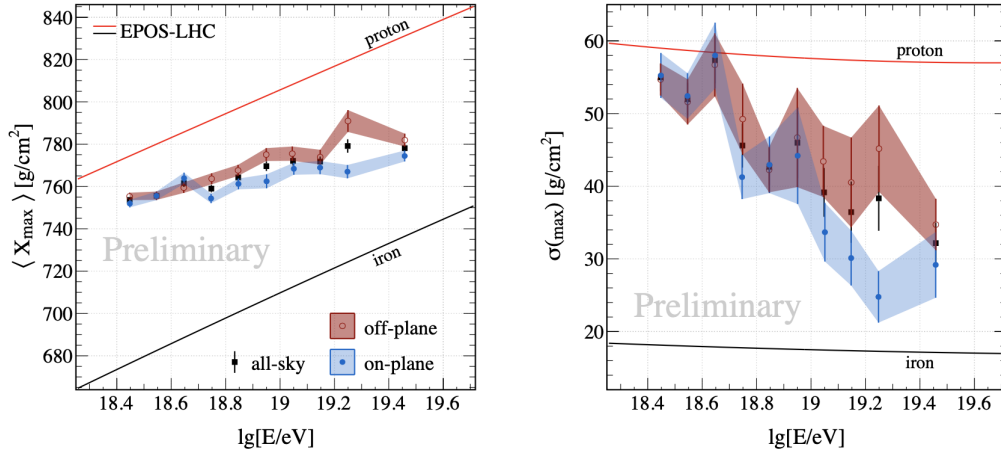 840
820
800
780
760
740
720
700
680
⟨ Xmax ⟩ [g/cm²]
EPOS-LHC
proton
iron
Preliminary
off-plane
all-sky
on-plane
18.4 18.6 18.8 19 19.2 19.4 19.6
lg[E/eV]
60
50
40
30
20
σ(max) [g/cm²]
proton
Preliminary
iron
18.4 18.6 18.8 19 19.2 19.4 19.6
lg[E/eV]